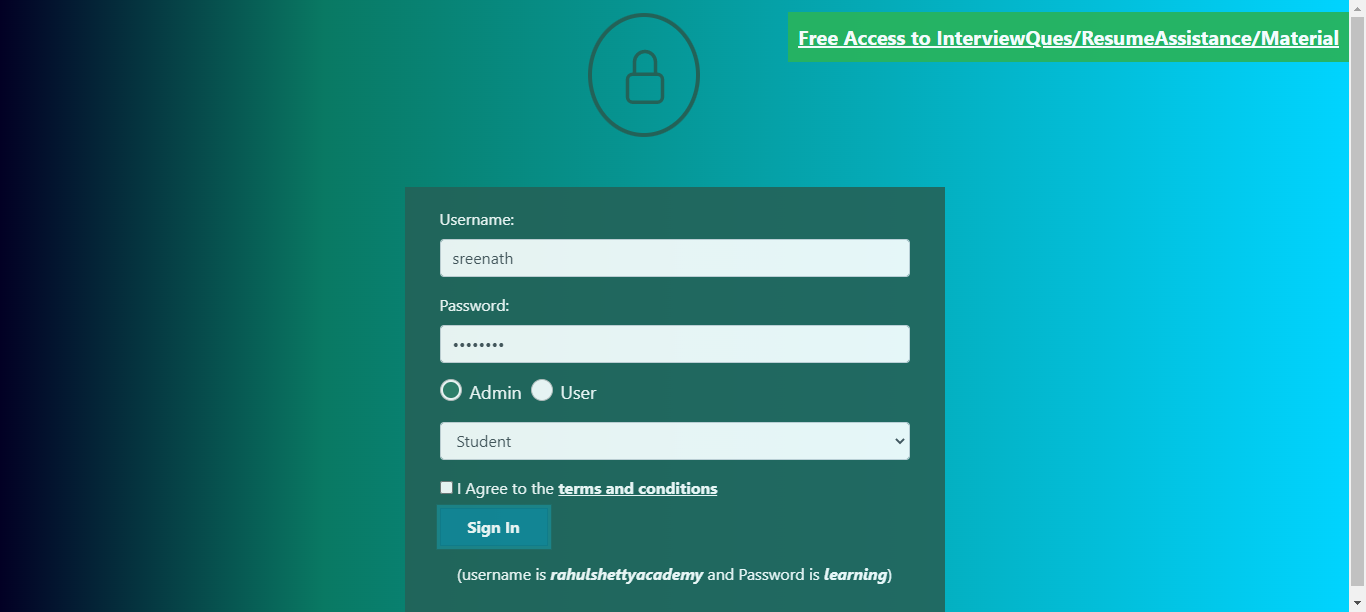 Free Access to InterviewQues/ResumeAssistance/Material
Username:
sreenath
Password:
••••••••
Admin User
Student
I Agree to the terms and conditions
Sign In
(username is rahulshettyacademy and Password is learning)